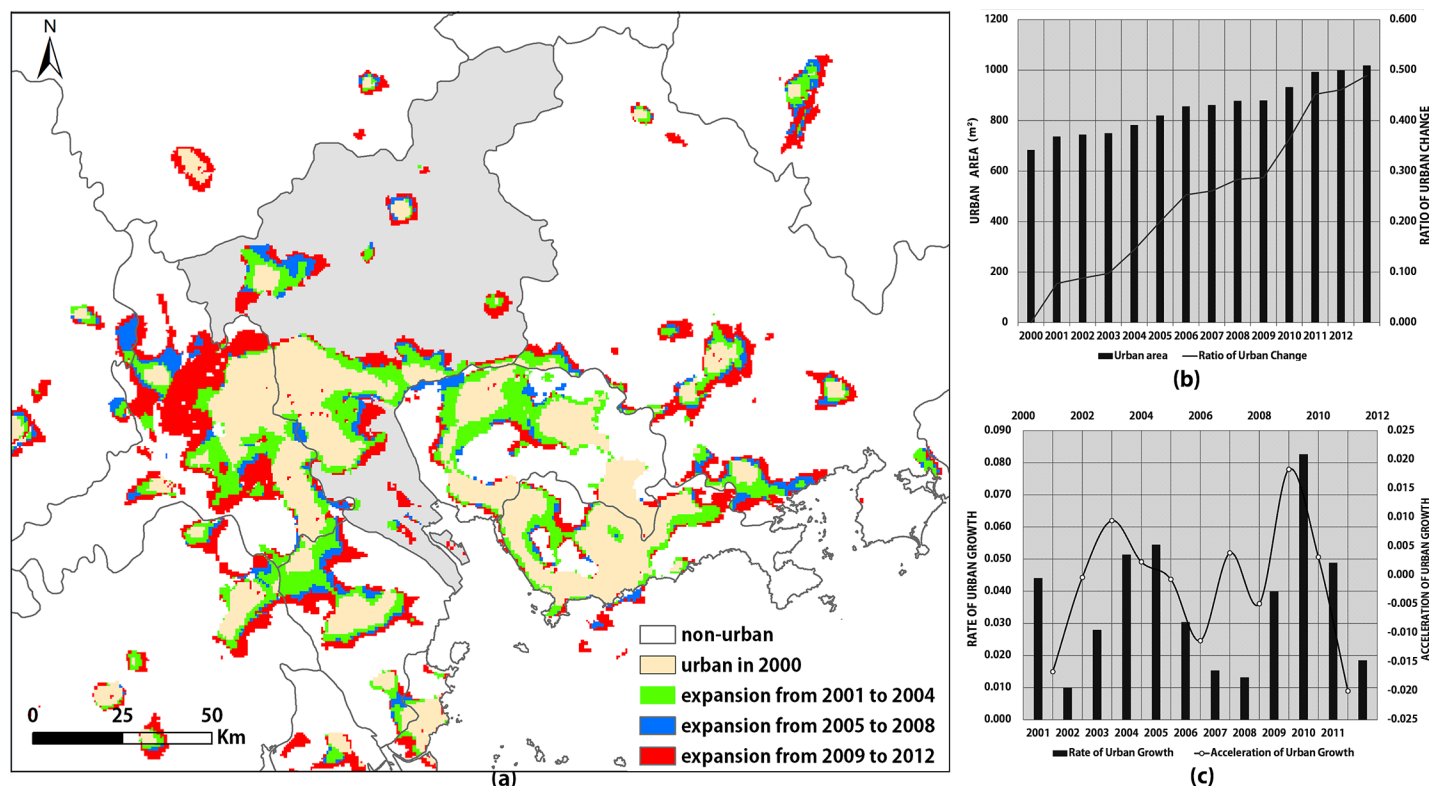 N
non-urban
urban in 2000
expansion from 2001 to 2004
expansion from 2005 to 2008
expansion from 2009 to 2012
0 25 50
Km
(a)
1200 0.600
1000 0.500
800 0.400
600 0.300
400 0.200
200 0.100
0 0.000
URBAN AREA (m²)
RATIO OF URBAN CHANGE
2000 2001 2002 2003 2004 2005 2006 2007 2008 2009 2010 2011 2012
Urban area Ratio of Urban Change
(b)
2000 2002 2004 2006 2008 2010 2012
2002 2004 2006 2008 2010 2012
0.090 0.025
0.080 0.020
0.070 0.015
0.060 0.010
0.050 0.005
0.040 0.000
0.030 -0.005
0.020 -0.010
0.010 -0.015
0.000 -0.020
-0.025
RATE OF URBAN GROWTH
ACCELERATION OF URBAN GROWTH
2001 2002 2003 2004 2005 2006 2007 2008 2009 2010 2011
Rate of Urban Growth Acceleration of Urban Growth
(c)